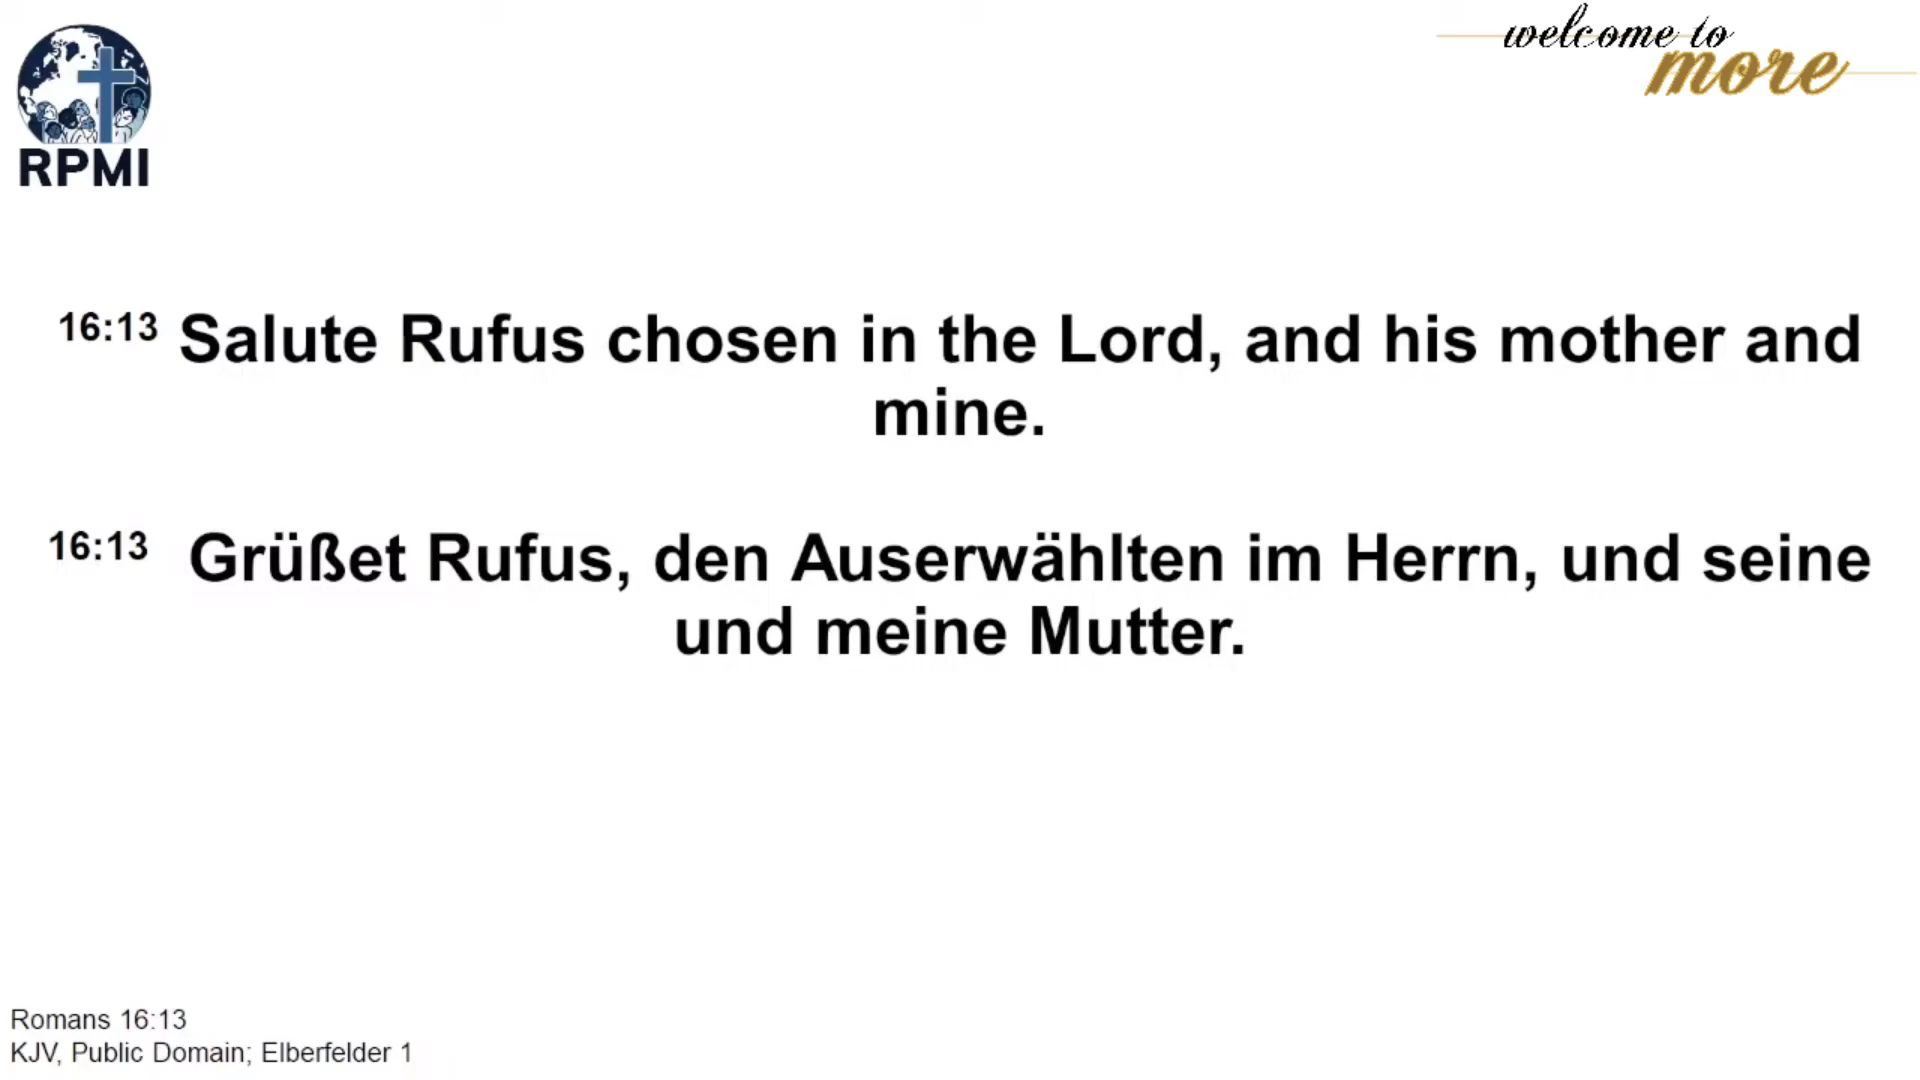 welcome to
more
RPMI
16:13 Salute Rufus chosen in the Lord, and his mother and
mine.
16:13 Grüßet Rufus, den Auserwählten im Herrn, und seine
und meine Mutter.
Romans 16:13
KJV, Public Domain; Elberfelder 1